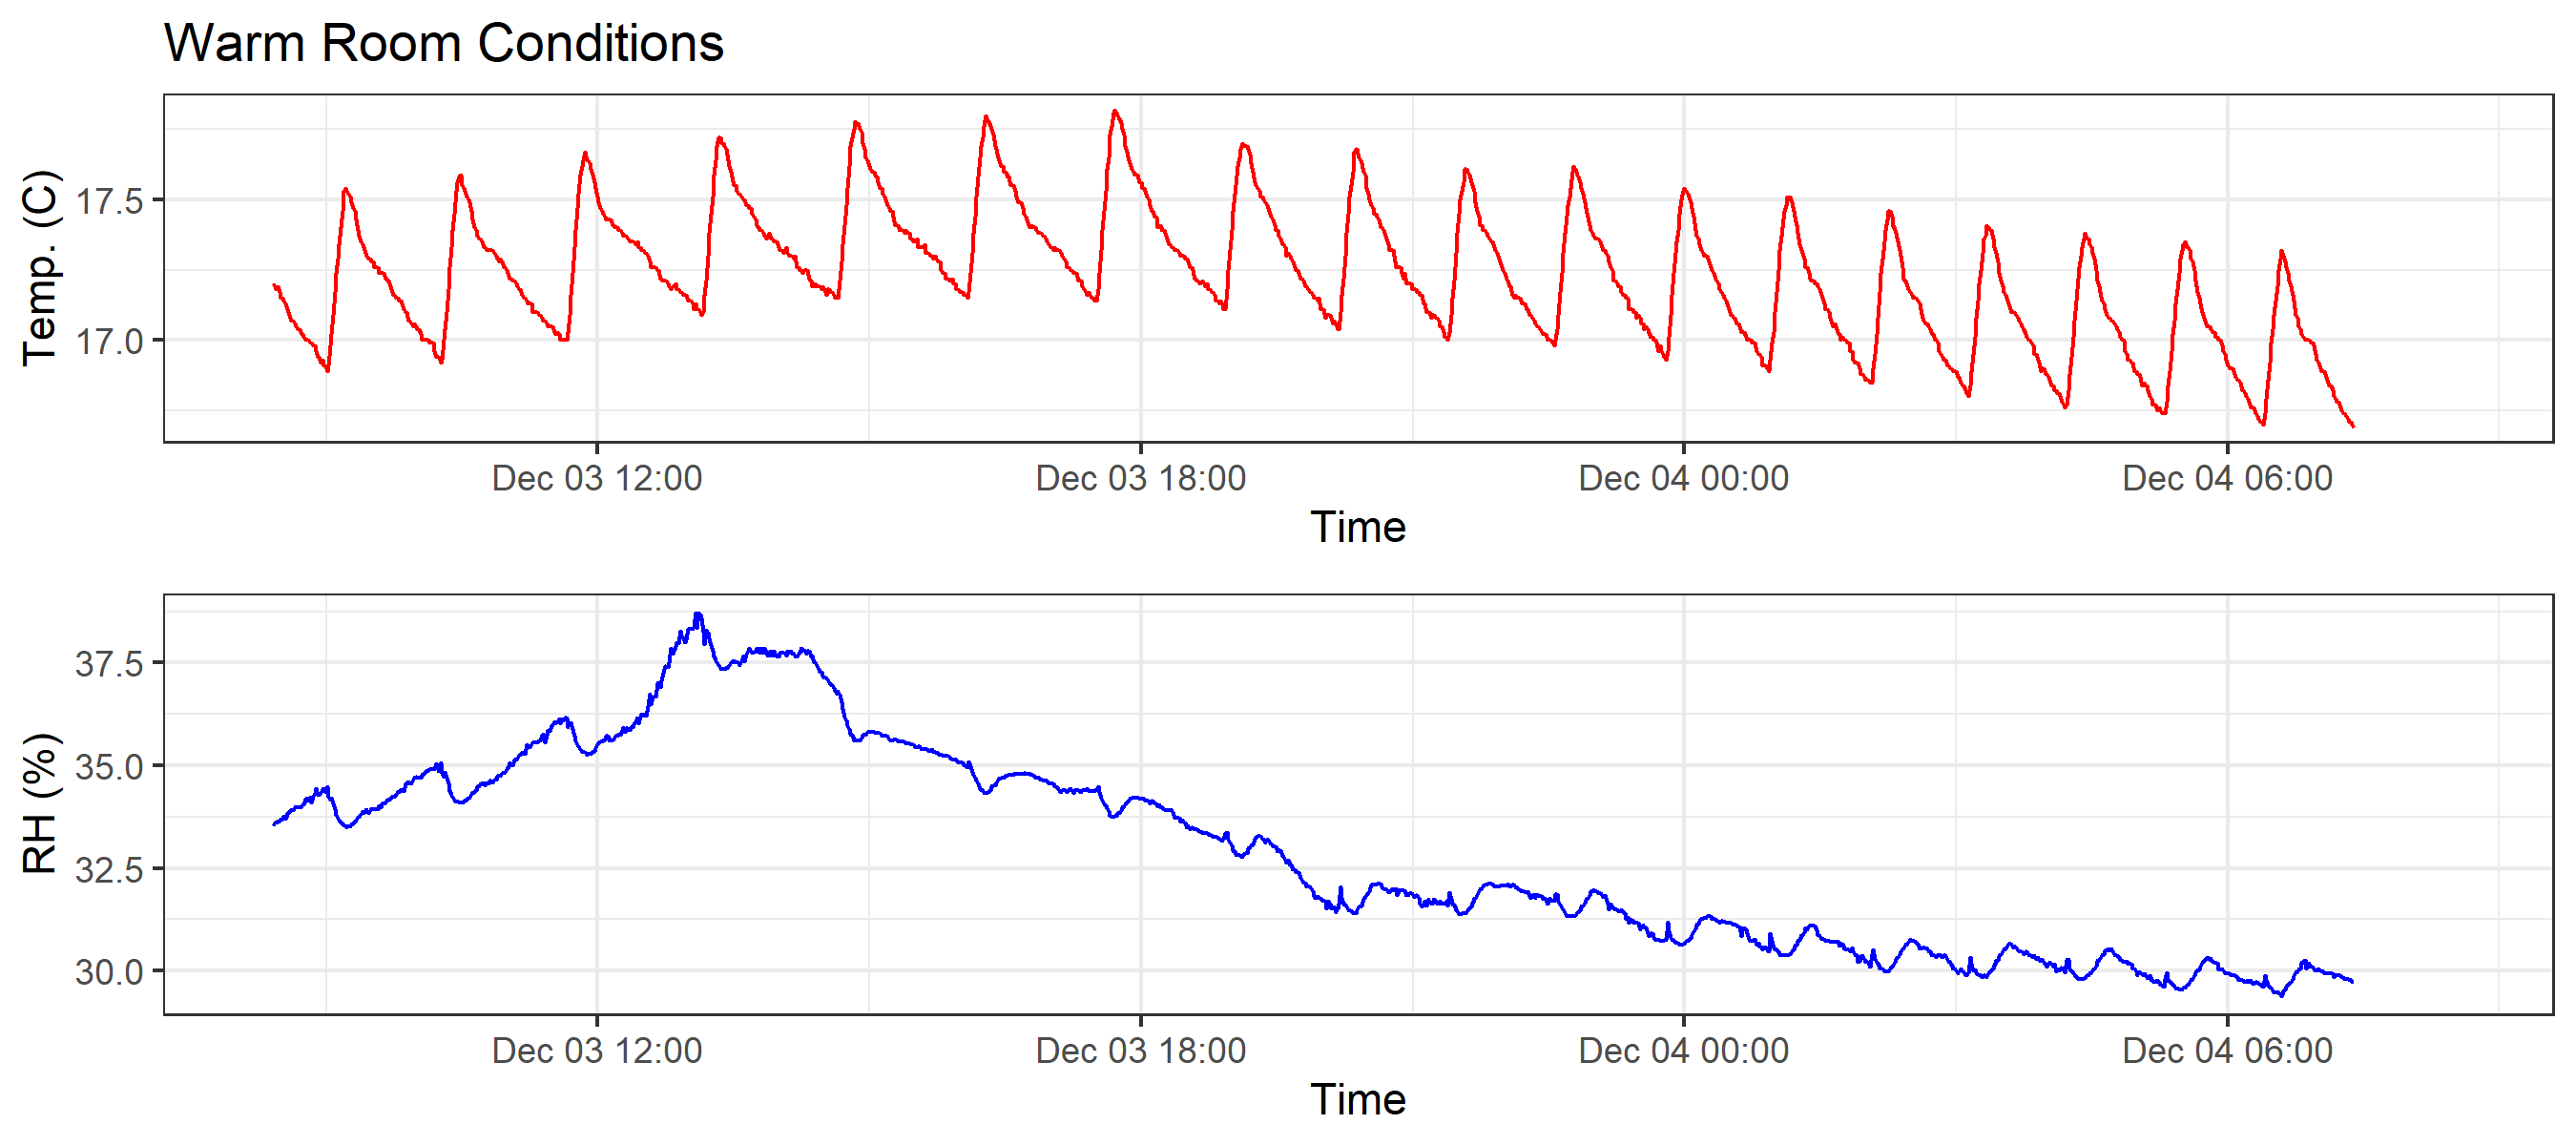 Warm Room Conditions
Temp. (C)
17.5
17.0
Dec 03 12:00 Dec 03 18:00 Dec 04 00:00 Dec 04 06:00
Time
RH (%)
37.5
35.0
32.5
30.0
Dec 03 12:00 Dec 03 18:00 Dec 04 00:00 Dec 04 06:00
Time